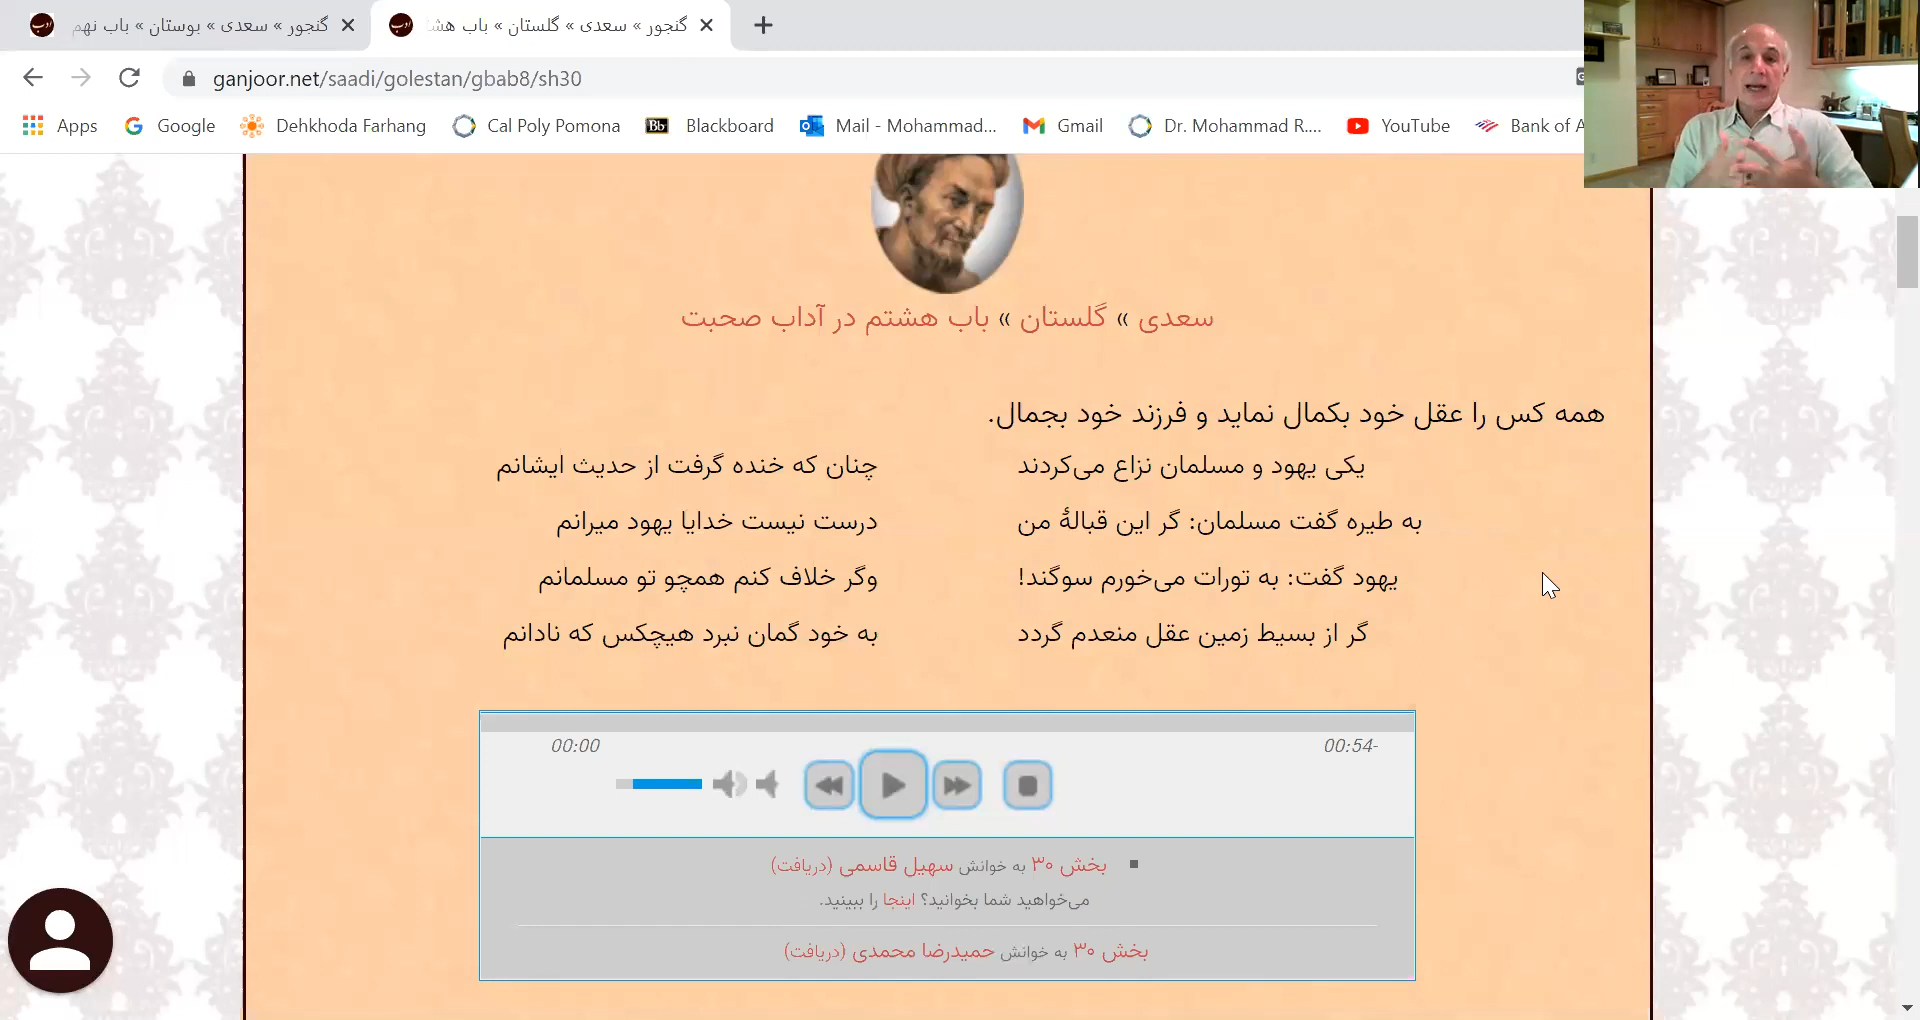 گنجور » سعدی » بوستان » باب نهم
گنجور » سعدی » گلستان » باب هش
ganjoor.net/saadi/golestan/gbab8/sh30
Apps Google Dehkhoda Farhang Cal Poly Pomona Bb Blackboard Mail - Mohammad... Gmail Dr. Mohammad R.... YouTube Bank of A
سعدی » گلستان » باب هشتم در آداب صحبت
همه کس را عقل خود بکمال نماید و فرزند خود بجمال.
یکی یهود و مسلمان نزاع می‌کردند چنان که خنده گرفت از حدیث ایشانم
به طیره گفت مسلمان: گر این قبالهٔ من درست نیست خدایا یهود میرانم
یهود گفت: به تورات می‌خورم سوگند! وگر خلاف کنم همچو تو مسلمانم
گر از بسیط زمین عقل منعدم گردد به خود گمان نبرد هیچکس که نادانم
00:00 00:54-
بخش ۳۰ به خوانش سهیل قاسمی (دریافت)
می‌خواهید شما بخوانید؟ اینجا را ببینید.
بخش ۳۰ به خوانش حمیدرضا محمدی (دریافت)